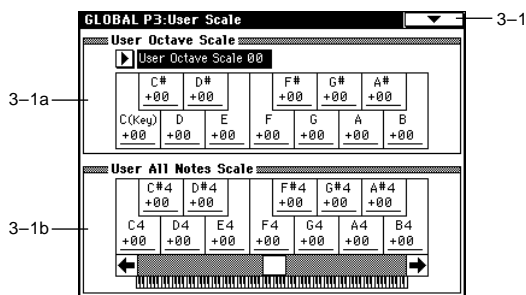 GLOBAL P3:User Scale
3–1
User Octave Scale
User Octave Scale 00
3–1a
C# D# F# G# A#
+00 +00 +00 +00 +00
C(Key) D E F G A B
+00 +00 +00 +00 +00 +00 +00
User All Notes Scale
3–1b
C#4 D#4 F#4 G#4 A#4
+00 +00 +00 +00 +00
C4 D4 E4 F4 G4 A4 B4
+00 +00 +00 +00 +00 +00 +00